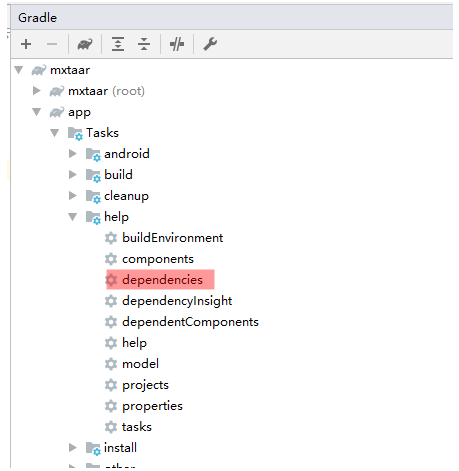 Gradle
mxtaar
mxtaar (root)
app
Tasks
android
build
cleanup
help
buildEnvironment
components
dependencies
dependencyInsight
dependentComponents
help
model
projects
properties
tasks
install
other